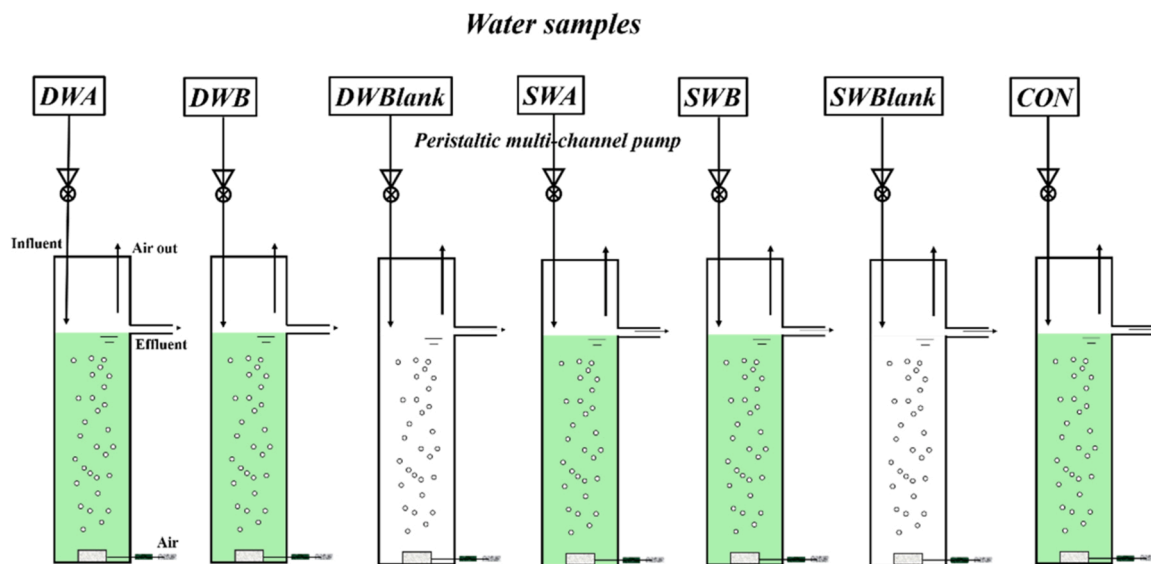 Water samples
DWA
DWB
DWBlank
SWA
SWB
SWBlank
CON
Peristaltic multi-channel pump
Influent
Air out
Effluent
Air